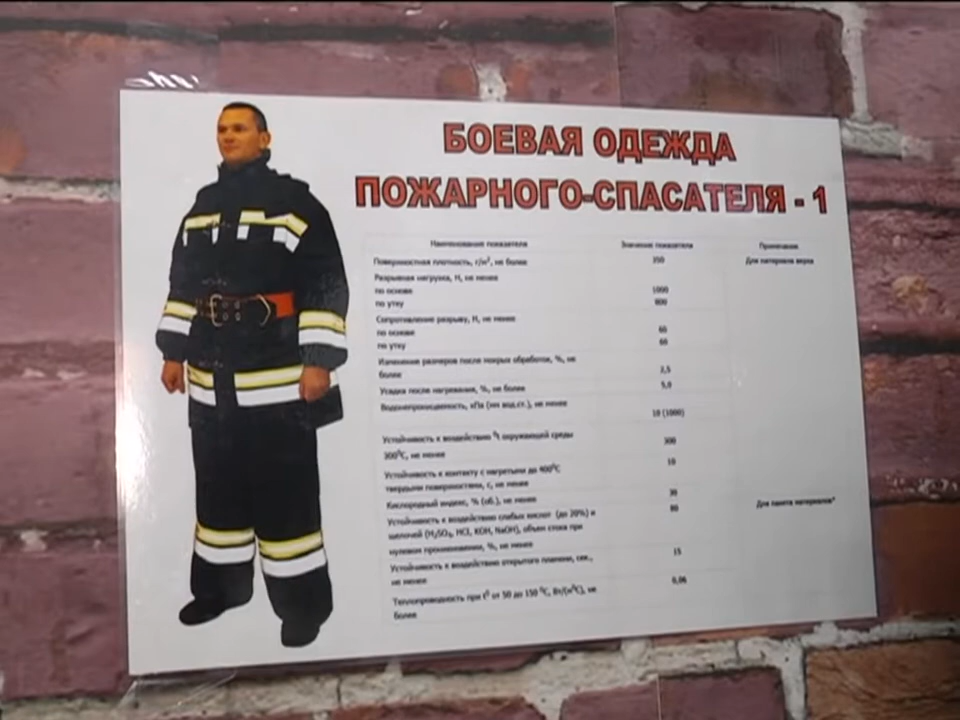 БОЕВАЯ ОДЕЖДА
ПОЖАРНОГО-СПАСАТЕЛЯ - 1
Наименование показателя Значение показателя Примечание
Поверхностная плотность, г/м², не более 350 Для материала верха
Разрывная нагрузка, Н, не менее
по основе 1000
по утку 800
Сопротивление разрыву, Н, не менее
по основе 60
по утку 60
Изменение размеров после мокрых обработок, %, не
более 2,5
Усадка после нагревания, %, не более 5,0
Водонепроницаемость, кПа (мм вод.ст.), не менее
10 (1000)
Устойчивость к воздействию ⁰t окружающей среды
300⁰С, не менее 300
Устойчивость к контакту с нагретыми до 400⁰С 10
твердыми поверхностями, с, не менее
Кислородный индекс, % (об.), не менее 30 Для пакета материалов*
Устойчивость к воздействию слабых кислот (до 20%) и 80
щелочей (H₂SO₄, HCl, KOH, NaOH), объем стока при
нулевом проникновении, %, не менее
Устойчивость к воздействию открытого пламени, сек., 15
не менее
Теплопроводность при t⁰ от 50 до 150 ⁰С, Вт/(м⁰С), не 0,06
более